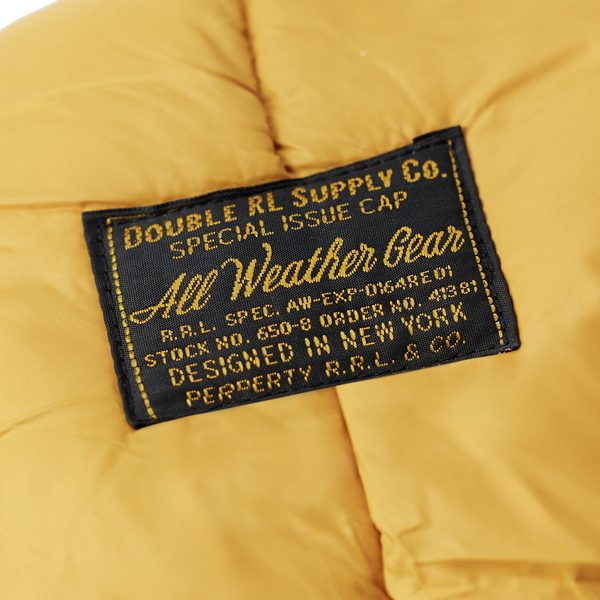 DOUBLE RL SUPPLY CO.
SPECIAL ISSUE CAP
All Weather Gear
R.R.L. SPEC. AW-EXP-0164RE01
STOCK NO. 650-8 ORDER NO. 41381
DESIGNED IN NEW YORK
PERPERTY R.R.L. & CO.